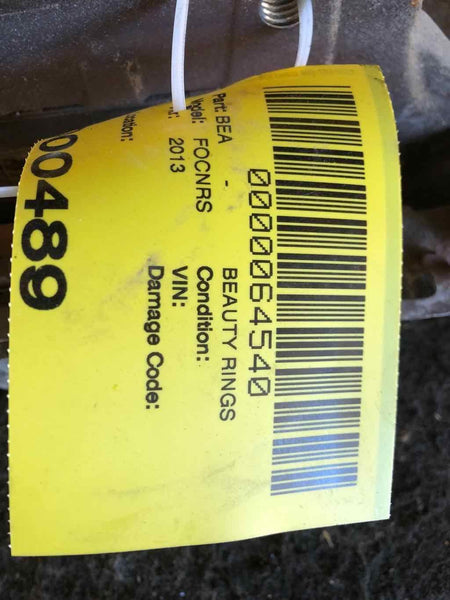 0000064540
Part: BEA - BEAUTY RINGS
Model: FOCNRS Condition:
2013 VIN:
cation: Damage Code:
00489